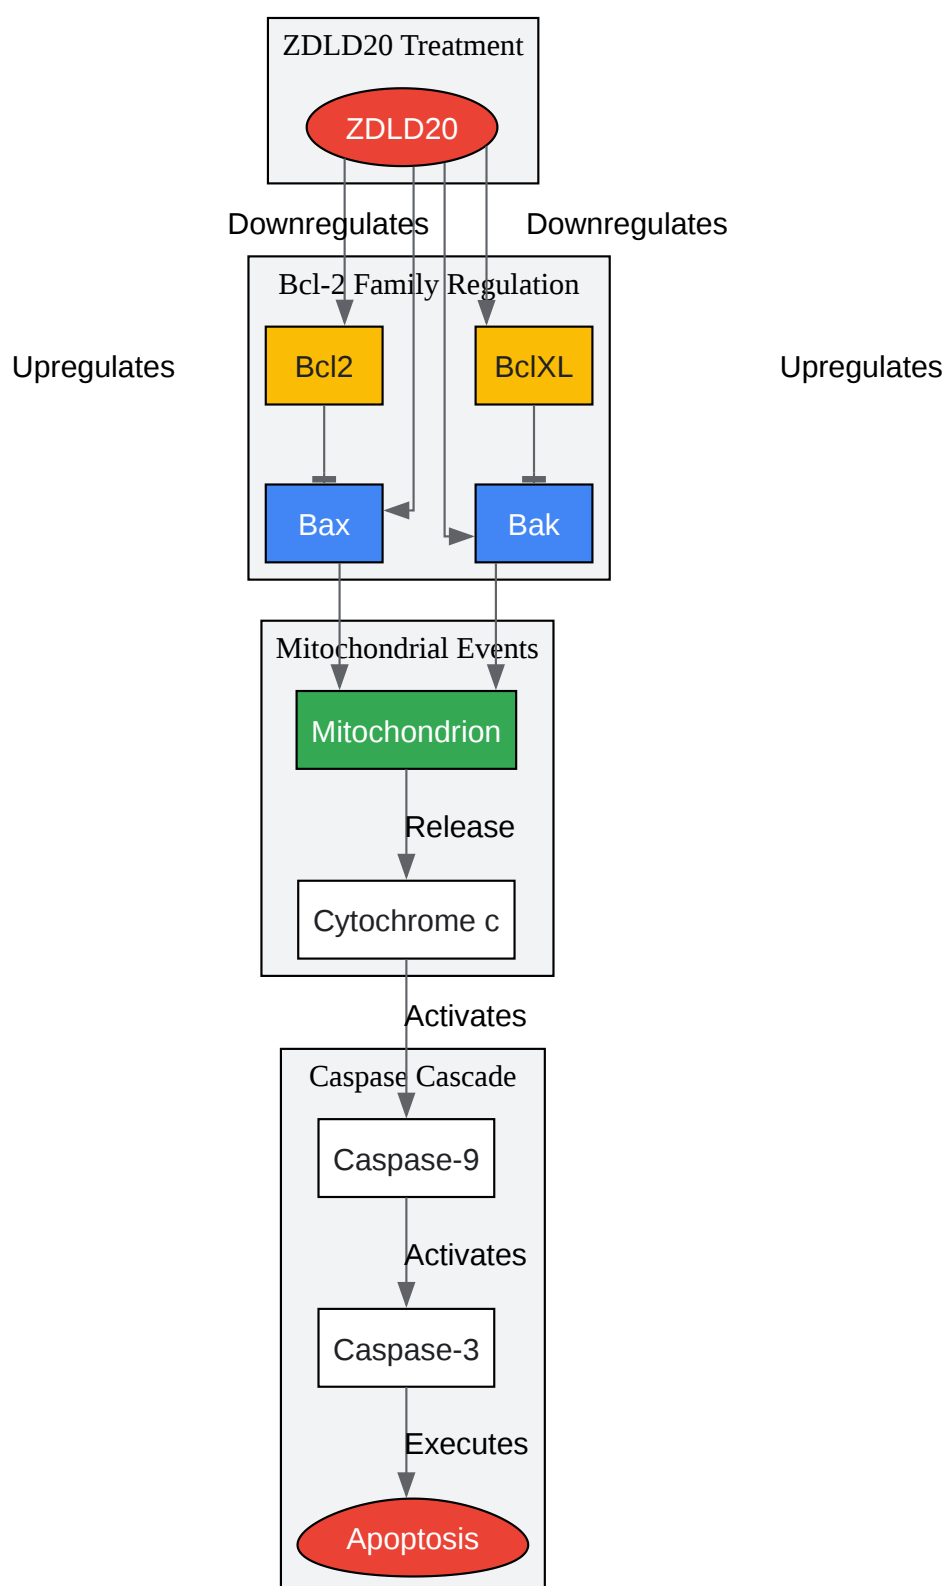 ZDLD20 Treatment
ZDLD20
Downregulates
Downregulates
Bcl-2 Family Regulation
Upregulates
Bcl2
BclXL
Upregulates
Bax
Bak
Mitochondrial Events
Mitochondrion
Release
Cytochrome c
Activates
Caspase Cascade
Caspase-9
Activates
Caspase-3
Executes
Apoptosis